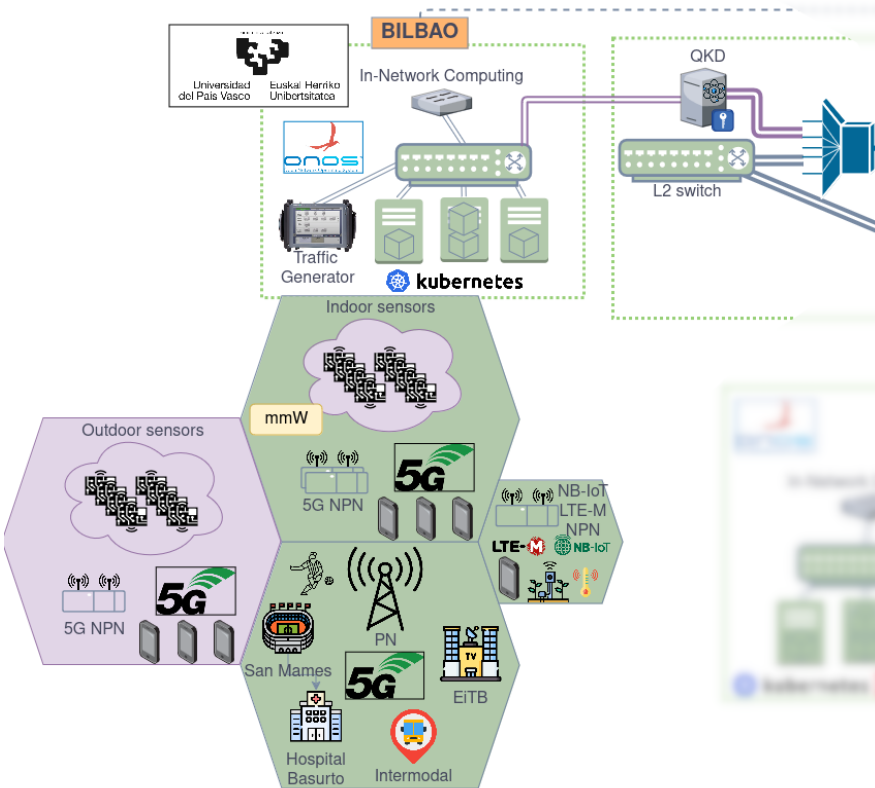 BILBAO
Universidad
del País Vasco
Euskal Herriko
Unibertsitatea
In-Network Computing
QKD
onos
L2 switch
Traffic
Generator
kubernetes
Indoor sensors
mmW
Outdoor sensors
5G
5G NPN
NB-IoT
LTE-M
NPN
LTE-M
NB-IoT
5G
5G NPN
PN
TV
San Mames
5G
EiTB
Hospital
Basurto
Intermodal
kubernetes